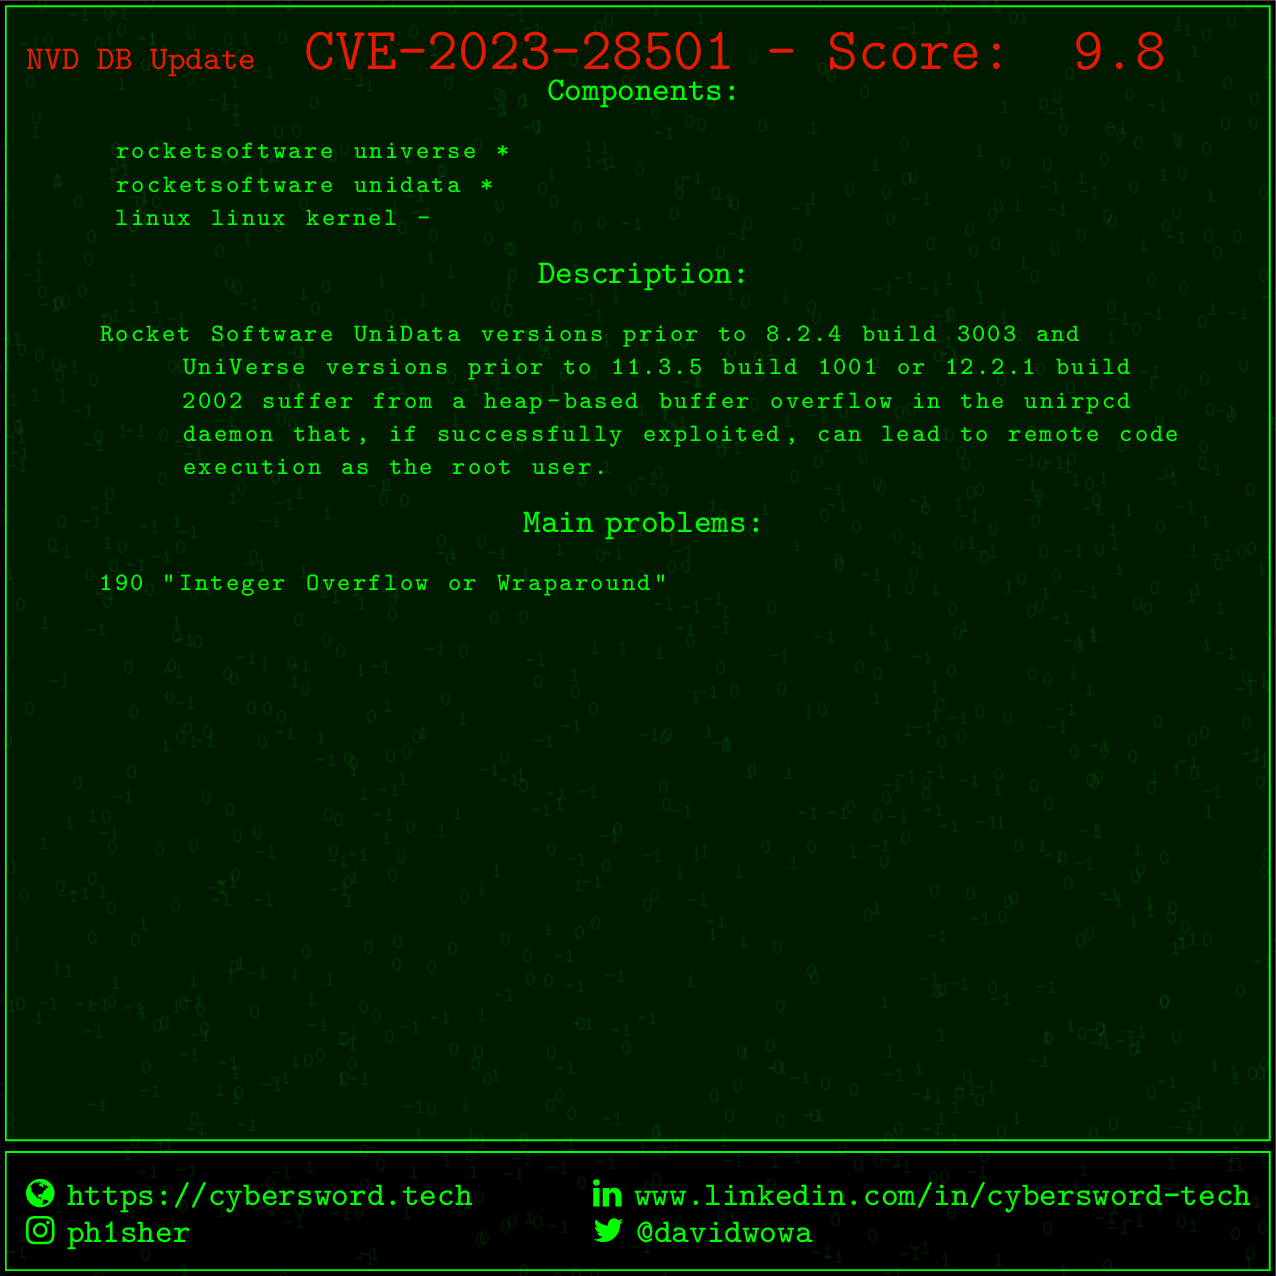 NVD DB Update CVE-2023-28501 - Score: 9.8
Components:
rocketsoftware universe *
rocketsoftware unidata *
linux linux kernel -
Description:
Rocket Software UniData versions prior to 8.2.4 build 3003 and
UniVerse versions prior to 11.3.5 build 1001 or 12.2.1 build
2002 suffer from a heap-based buffer overflow in the unirpcd
daemon that, if successfully exploited, can lead to remote code
execution as the root user.
Main problems:
190 "Integer Overflow or Wraparound"
https://cybersword.tech www.linkedin.com/in/cybersword-tech
ph1sher @davidwowa